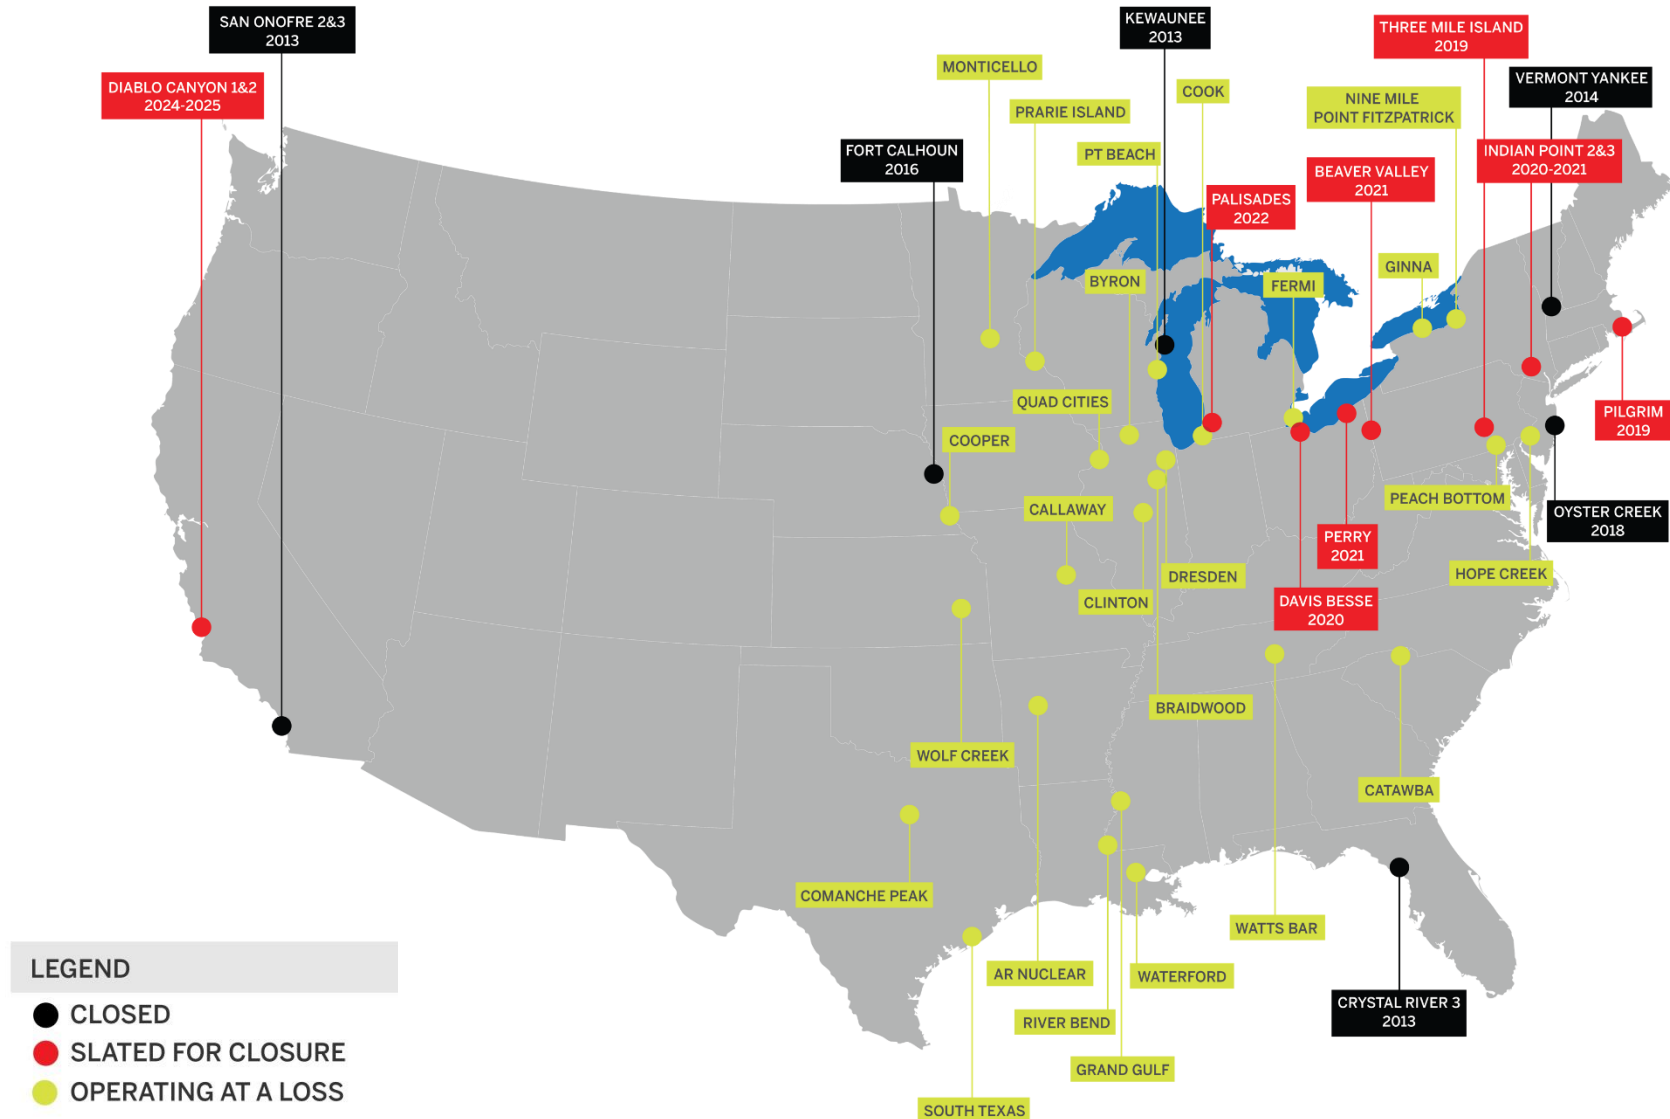 SAN ONOFRE 2&3
2013
KEWAUNEE
2013
THREE MILE ISLAND
2019
DIABLO CANYON 1&2
2024-2025
MONTICELLO
VERMONT YANKEE
2014
COOK
NINE MILE
POINT FITZPATRICK
PRARIE ISLAND
FORT CALHOUN
2016
PT BEACH
INDIAN POINT 2&3
2020-2021
BEAVER VALLEY
2021
PALISADES
2022
BYRON
FERMI
GINNA
QUAD CITIES
PILGRIM
2019
COOPER
PEACH BOTTOM
CALLAWAY
OYSTER CREEK
2018
PERRY
2021
DRESDEN
HOPE CREEK
CLINTON
DAVIS BESSE
2020
BRAIDWOOD
WOLF CREEK
CATAWBA
COMANCHE PEAK
WATTS BAR
AR NUCLEAR
WATERFORD
CRYSTAL RIVER 3
2013
RIVER BEND
GRAND GULF
SOUTH TEXAS
LEGEND
CLOSED
SLATED FOR CLOSURE
OPERATING AT A LOSS